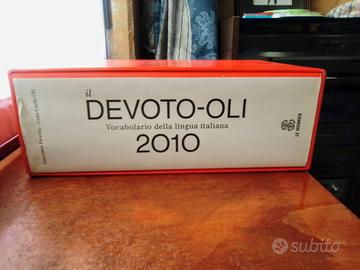 Giacomo Devoto - Gian Carlo Oli
il
DEVOTO-OLI
Vocabolario della lingua italiana
2010
LE MONNIER
subito